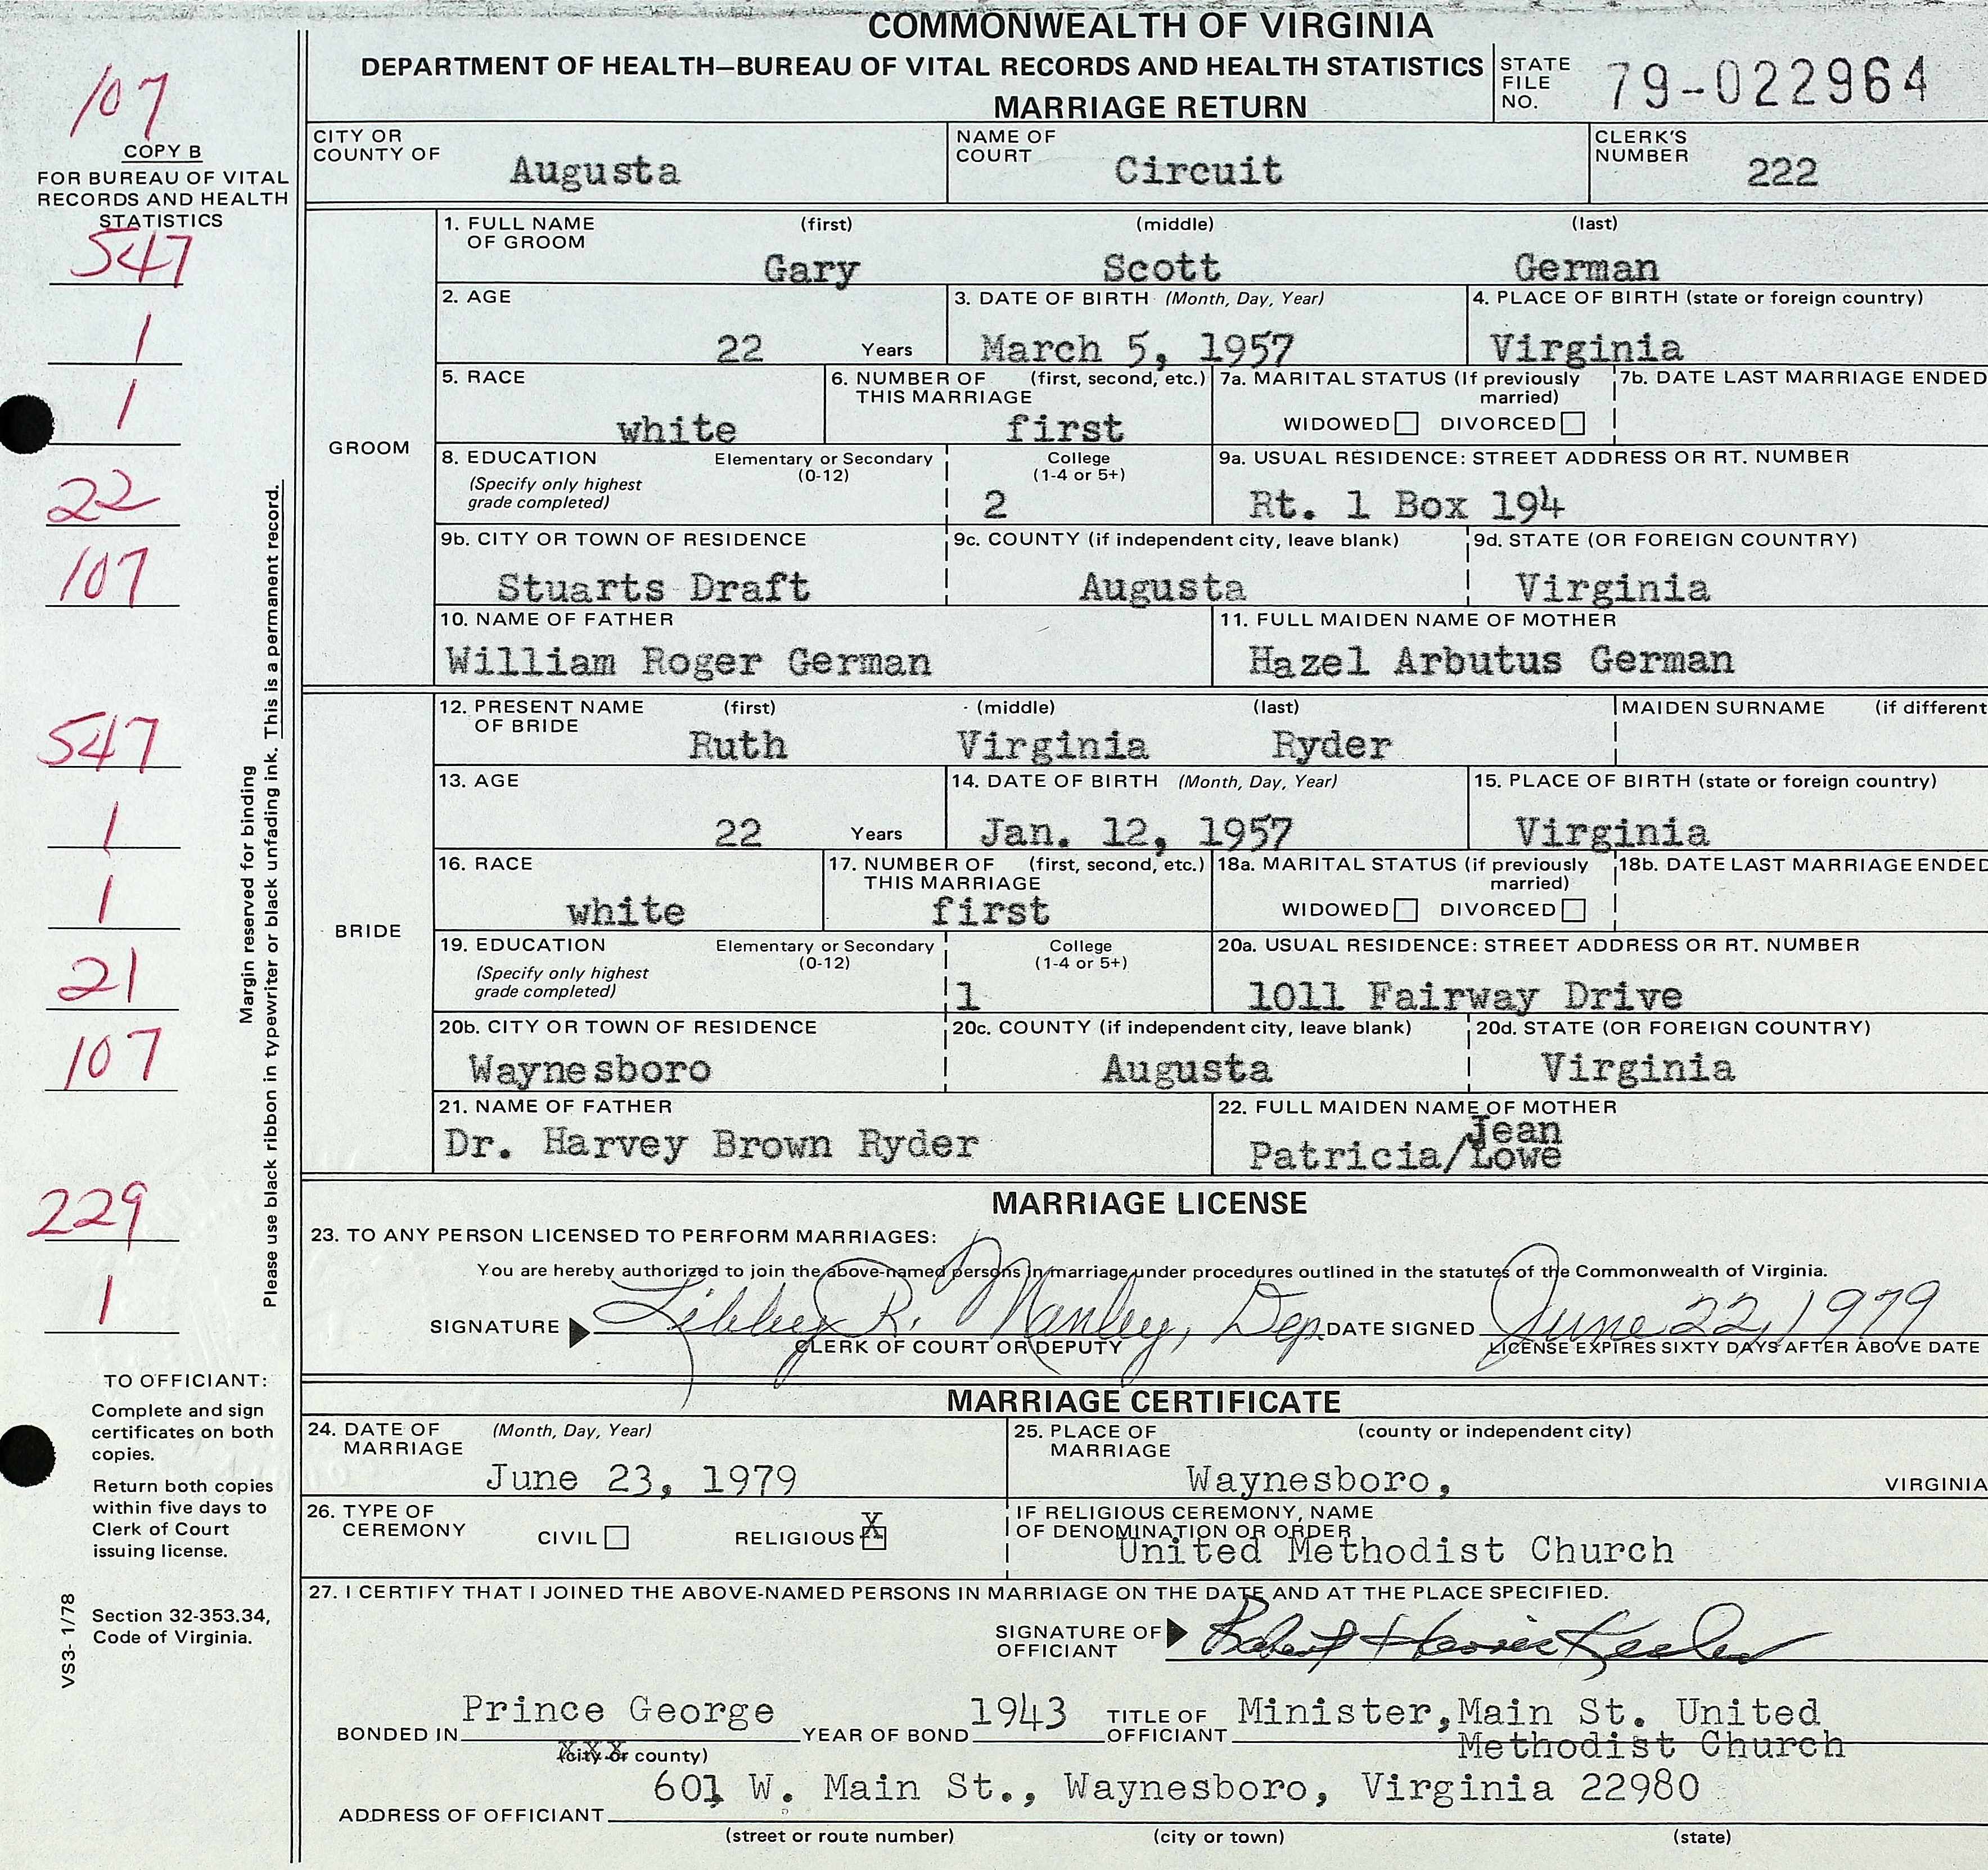 COMMONWEALTH OF VIRGINIA
DEPARTMENT OF HEALTH—BUREAU OF VITAL RECORDS AND HEALTH STATISTICS
MARRIAGE RETURN
STATE FILE NO. 79-022964
107
COPY B
FOR BUREAU OF VITAL
RECORDS AND HEALTH
STATISTICS
CITY OR COUNTY OF Augusta
NAME OF COURT Circuit
CLERK'S NUMBER 222
547
1
1
22
107
547
1
1
21
107
229
1
Margin reserved for binding
Please use black ribbon in typewriter or black unfading ink. This is a permanent record.
GROOM
1. FULL NAME OF GROOM (first) (middle) (last)
Gary Scott German
2. AGE 22 Years
3. DATE OF BIRTH (Month, Day, Year) March 5, 1957
4. PLACE OF BIRTH (state or foreign country) Virginia
5. RACE white
6. NUMBER OF THIS MARRIAGE (first, second, etc.) first
7a. MARITAL STATUS (If previously married) WIDOWED DIVORCED
7b. DATE LAST MARRIAGE ENDED
8. EDUCATION (Specify only highest grade completed) Elementary or Secondary (0-12) College (1-4 or 5+) 2
9a. USUAL RESIDENCE: STREET ADDRESS OR RT. NUMBER Rt. 1 Box 194
9b. CITY OR TOWN OF RESIDENCE Stuarts Draft
9c. COUNTY (if independent city, leave blank) Augusta
9d. STATE (OR FOREIGN COUNTRY) Virginia
10. NAME OF FATHER William Roger German
11. FULL MAIDEN NAME OF MOTHER Hazel Arbutus German
BRIDE
12. PRESENT NAME OF BRIDE (first) (middle) (last) MAIDEN SURNAME (if different
Ruth Virginia Ryder
13. AGE 22 Years
14. DATE OF BIRTH (Month, Day, Year) Jan. 12, 1957
15. PLACE OF BIRTH (state or foreign country) Virginia
16. RACE white
17. NUMBER OF THIS MARRIAGE (first, second, etc.) first
18a. MARITAL STATUS (if previously married) WIDOWED DIVORCED
18b. DATE LAST MARRIAGE ENDED
19. EDUCATION (Specify only highest grade completed) Elementary or Secondary (0-12) College (1-4 or 5+) 1
20a. USUAL RESIDENCE: STREET ADDRESS OR RT. NUMBER 1011 Fairway Drive
20b. CITY OR TOWN OF RESIDENCE Waynesboro
20c. COUNTY (if independent city, leave blank) Augusta
20d. STATE (OR FOREIGN COUNTRY) Virginia
21. NAME OF FATHER Dr. Harvey Brown Ryder
22. FULL MAIDEN NAME OF MOTHER
Jean
Patricia/Lowe
MARRIAGE LICENSE
23. TO ANY PERSON LICENSED TO PERFORM MARRIAGES:
You are hereby authorized to join the above-named persons in marriage under procedures outlined in the statutes of the Commonwealth of Virginia.
SIGNATURE Libbey R. Manley, Dep. DATE SIGNED June 22, 1979
CLERK OF COURT OR DEPUTY LICENSE EXPIRES SIXTY DAYS AFTER ABOVE DATE
MARRIAGE CERTIFICATE
24. DATE OF MARRIAGE (Month, Day, Year) June 23, 1979
25. PLACE OF MARRIAGE (county or independent city) Waynesboro, VIRGINIA
26. TYPE OF CEREMONY CIVIL RELIGIOUS X
IF RELIGIOUS CEREMONY, NAME OF DENOMINATION OR ORDER
United Methodist Church
27. I CERTIFY THAT I JOINED THE ABOVE-NAMED PERSONS IN MARRIAGE ON THE DATE AND AT THE PLACE SPECIFIED.
SIGNATURE OF OFFICIANT Robert
BONDED IN Prince George YEAR OF BOND 1943 TITLE OF OFFICIANT Minister, Main St. United
(city or county) Methodist Church
ADDRESS OF OFFICIANT 601 W. Main St., Waynesboro, Virginia 22980
(street or route number) (city or town) (state)
TO OFFICIANT:
Complete and sign
certificates on both
copies.
Return both copies
within five days to
Clerk of Court
issuing license.
Section 32-353.34,
Code of Virginia.
VS3- 1/78